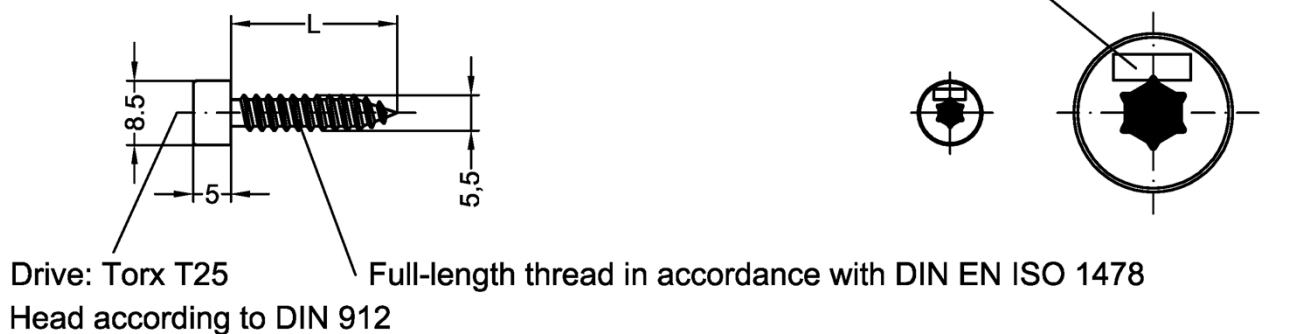 L
8.5
5
5,5
Drive: Torx T25
Full-length thread in accordance with DIN EN ISO 1478
Head according to DIN 912